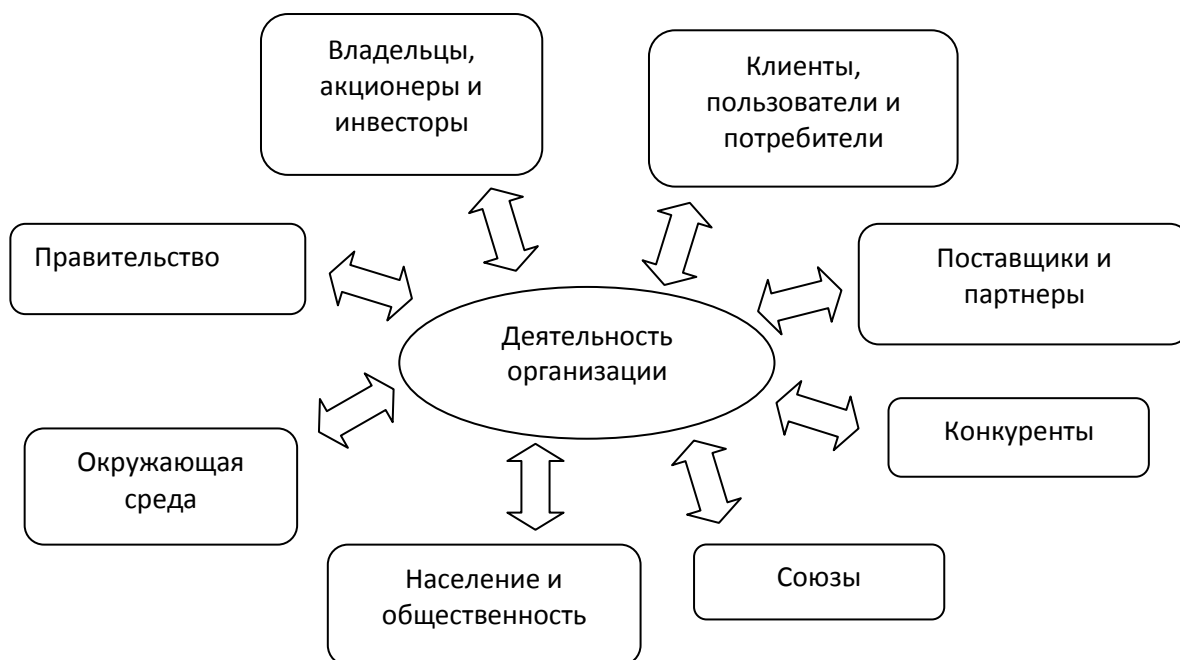 Владельцы,
акционеры и
инвесторы
Клиенты,
пользователи и
потребители
Правительство
Поставщики и
партнеры
Деятельность
организации
Конкуренты
Окружающая
среда
Население и
общественность
Союзы